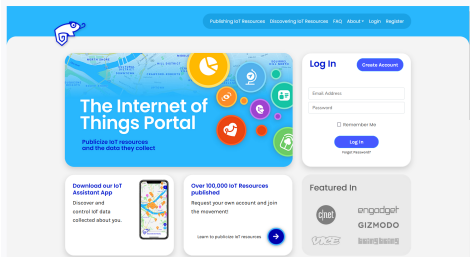 Publishing IoT Resources Discovering IoT Resources FAQ About Login Register
The Internet of
Things Portal
Publicize IoT resources
and the data they collect
Log In
Create Account
Email Address
Password
Remember Me
Log In
Forgot Password?
Download our IoT
Assistant App
Discover and
control IoT data
collected about you.
Over 100,000 IoT Resources
published
Request your own account and join
the movement!
Learn to publicize IoT resources
Featured In
c|net
engadget
GIZMODO
VICE
boingboing